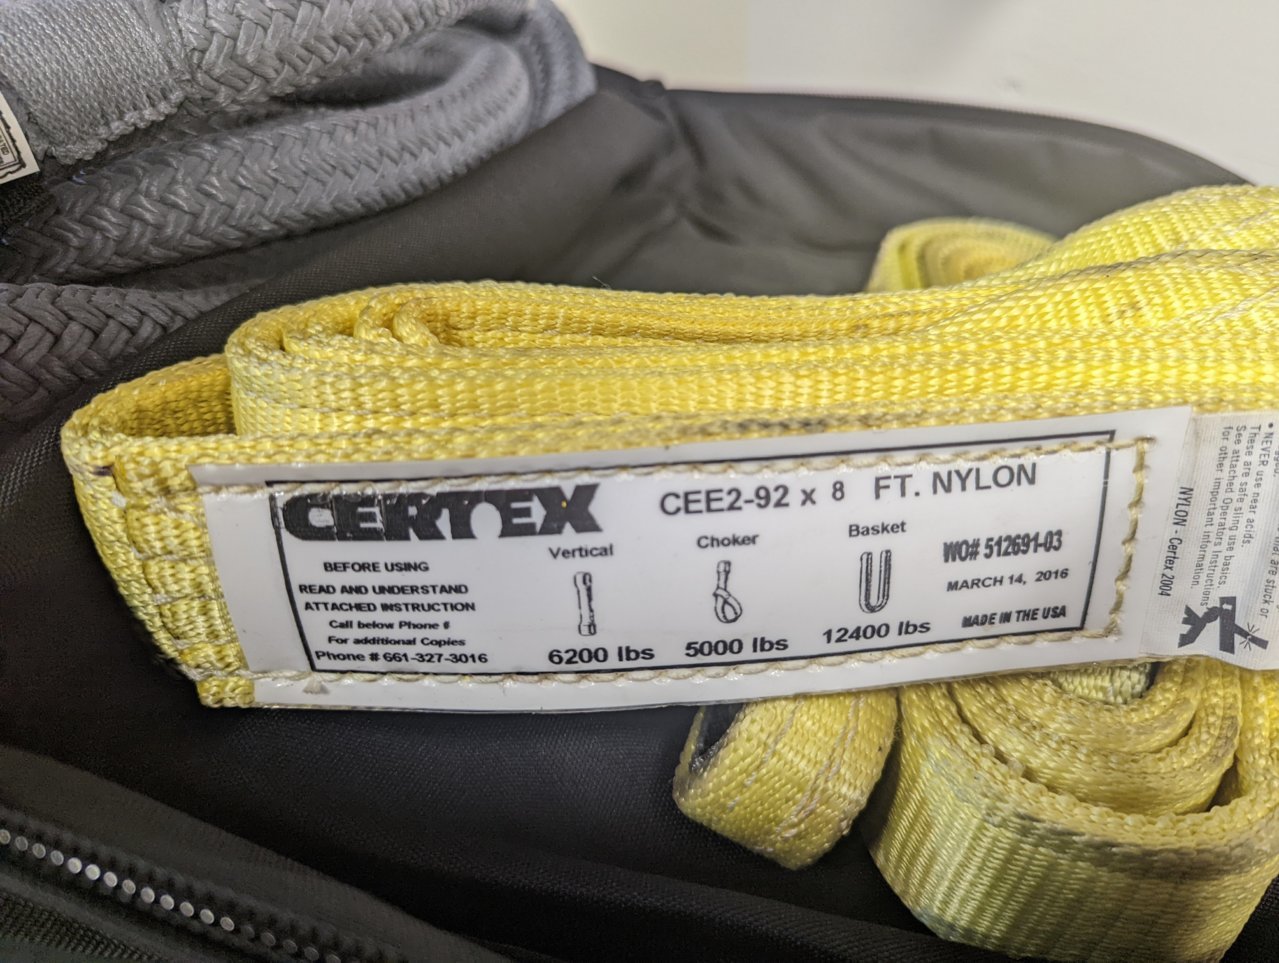 CERTEX
CEE2-92 x 8 FT. NYLON
BEFORE USING
READ AND UNDERSTAND
ATTACHED INSTRUCTION
Call below Phone #
For additional Copies
Phone # 661-327-3016
Vertical
6200 lbs
Choker
5000 lbs
Basket
12400 lbs
WO# 512691-03
MARCH 14, 2016
MADE IN THE USA
• NEVER use near acids.
These are safe sling use basics.
See attached Operators Instructions
for other important information.
NYLON - Certex 2004